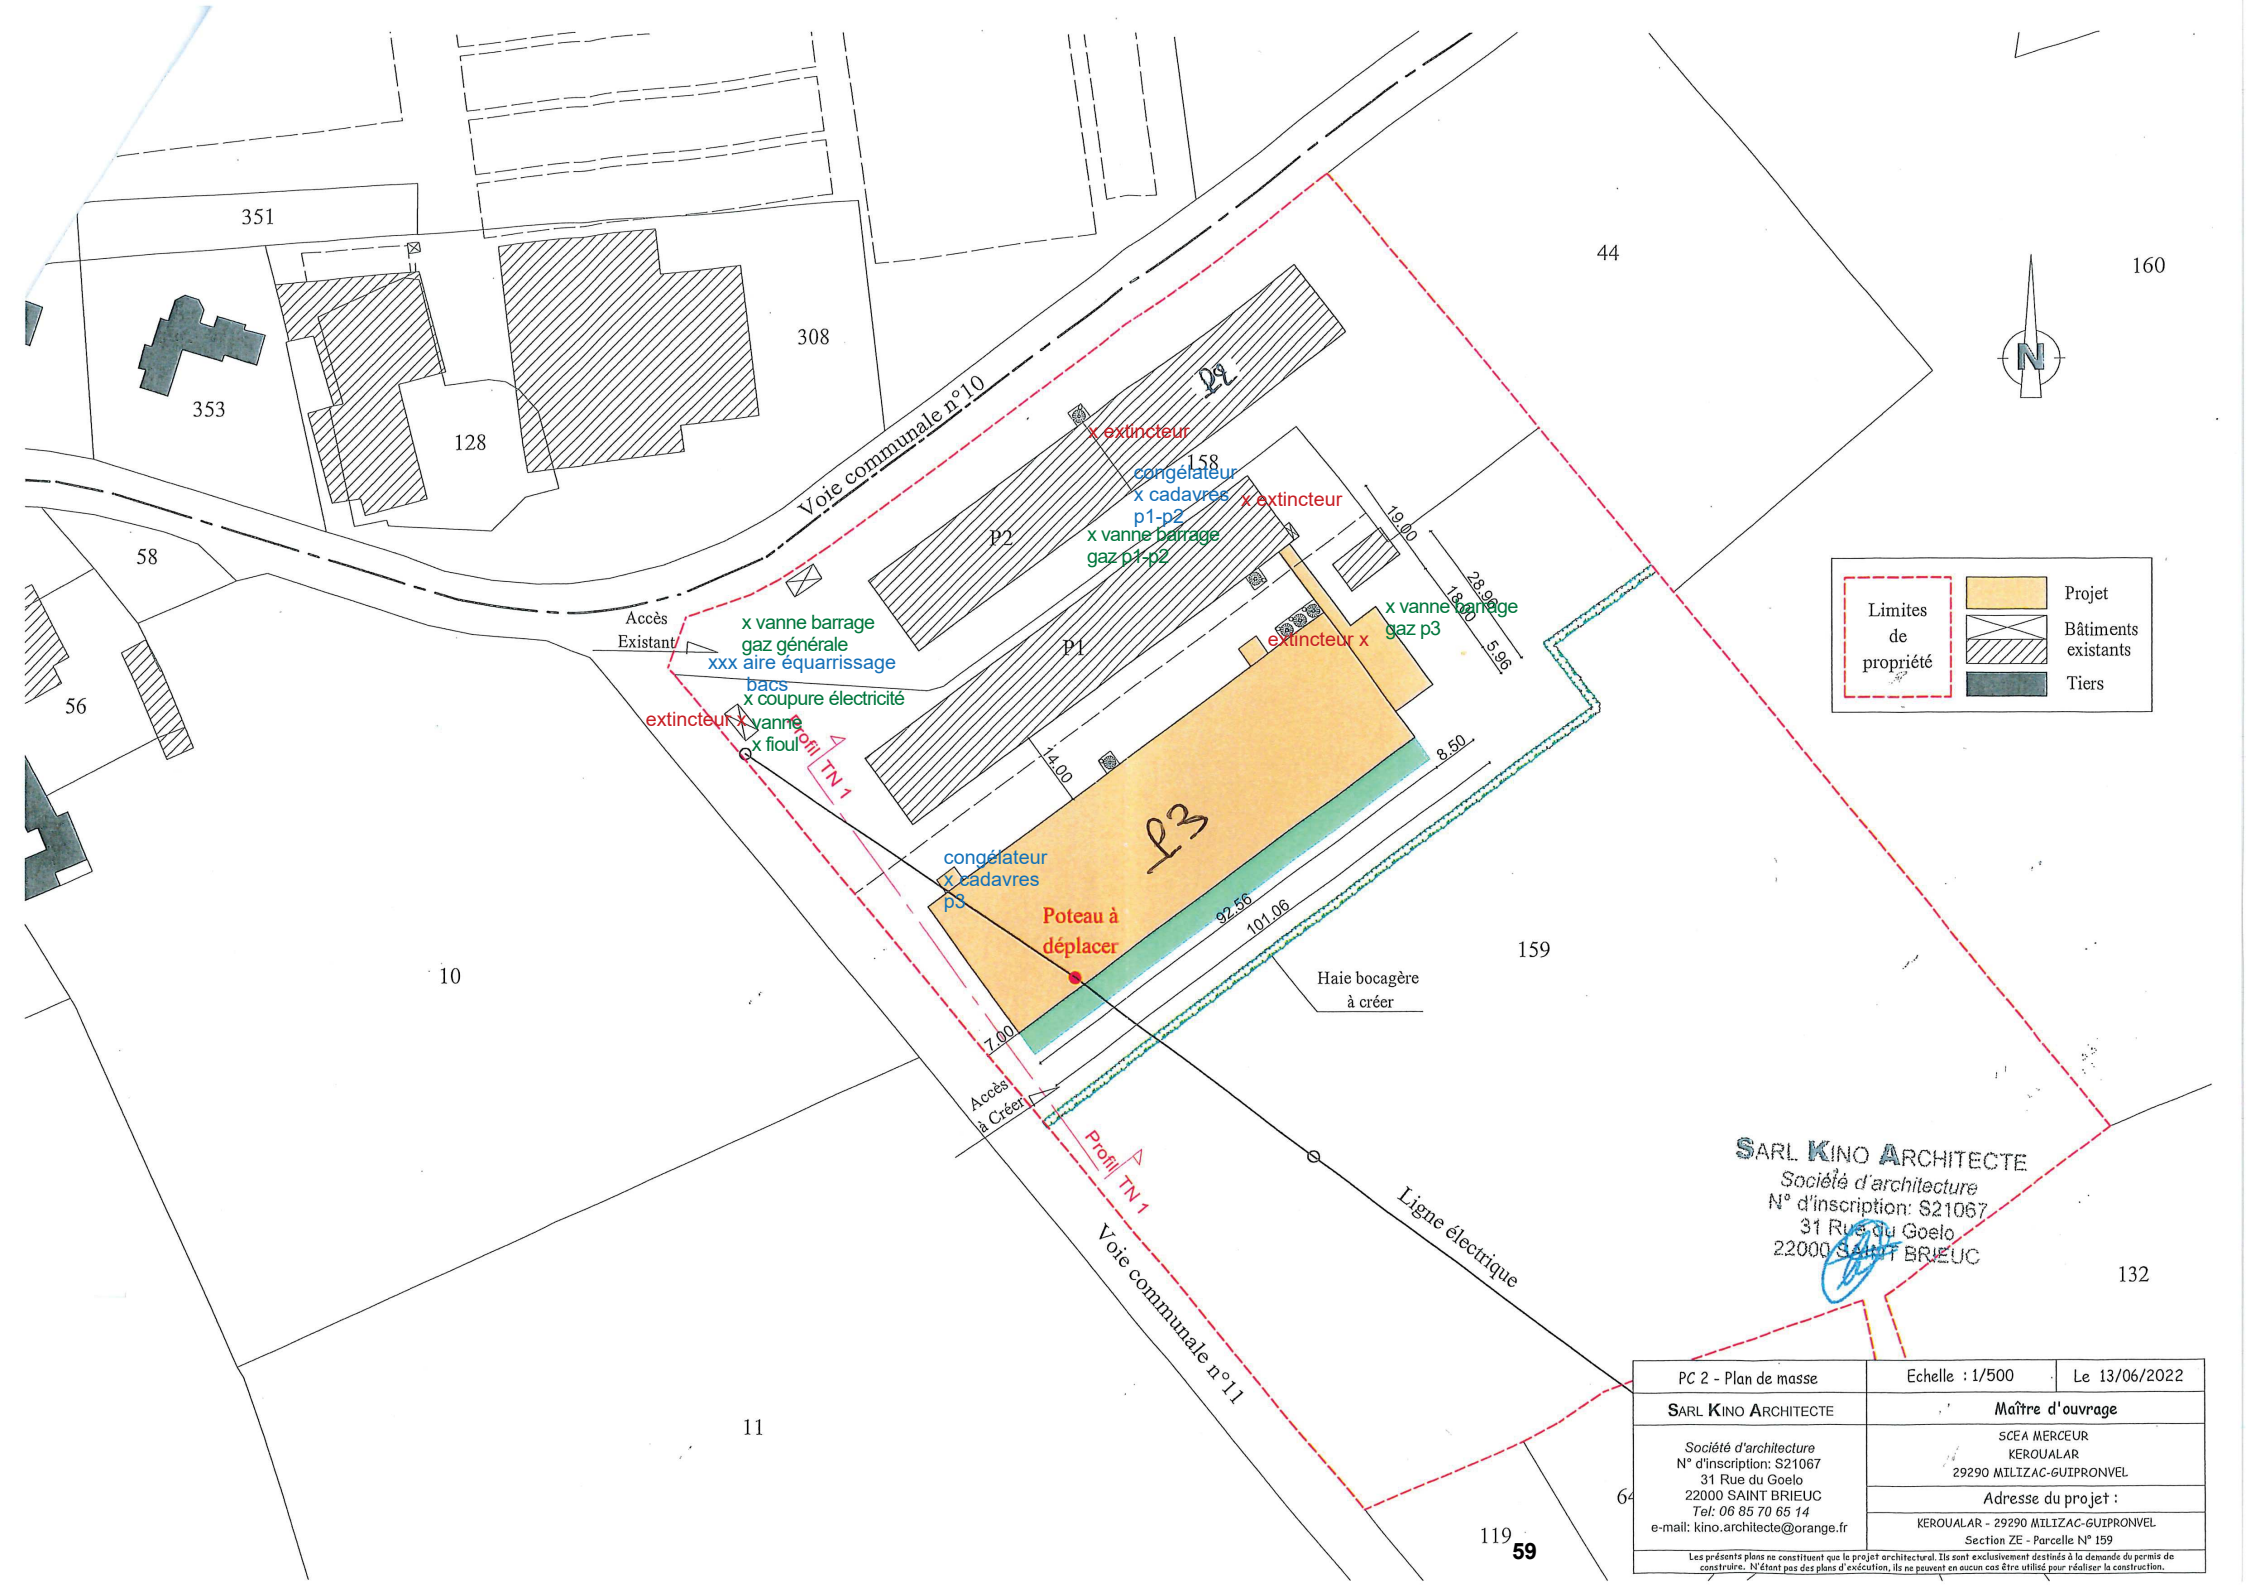 351
353
128
308
58
56
10
11
44
160
158
159
132
119
59
Voie communale n°10
P2
P2
P1
P3
x extincteur
congélateur
x cadavres
p1-p2
x extincteur
x vanne barrage
gaz p1-p2
Accès
Existant
x vanne barrage
gaz générale
xxx aire équarrissage
bacs
x coupure électricité
extincteur x
vanne
x fioul
Profil
TN 1
x vanne barrage
gaz p3
extincteur x
19.00
28.96
18.00
5.96
14.00
8.50
congélateur
x cadavres
p3
Poteau à
déplacer
92.56
101.06
7.00
Haie bocagère
à créer
Accès
à Créer
Profil
TN 1
Voie communale n°11
Ligne électrique
N
Limites
de
propriété
Projet
Bâtiments
existants
Tiers
SARL KINO ARCHITECTE
Société d'architecture
N° d'inscription: S21067
31 Rue du Goelo
22000 SAINT BRIEUC
PC 2 - Plan de masse
Echelle : 1/500
Le 13/06/2022
SARL KINO ARCHITECTE
Société d'architecture
N° d'inscription: S21067
31 Rue du Goelo
22000 SAINT BRIEUC
Tel: 06 85 70 65 14
e-mail: kino.architecte@orange.fr
Maître d'ouvrage
SCEA MERCEUR
KEROUALAR
29290 MILIZAC-GUIPRONVEL
Adresse du projet :
KEROUALAR - 29290 MILIZAC-GUIPRONVEL
Section ZE - Parcelle N° 159
Les présents plans ne constituent que le projet architectural. Ils sont exclusivement destinés à la demande du permis de
construire. N'étant pas des plans d'exécution, ils ne peuvent en aucun cas être utilisé pour réaliser la construction.